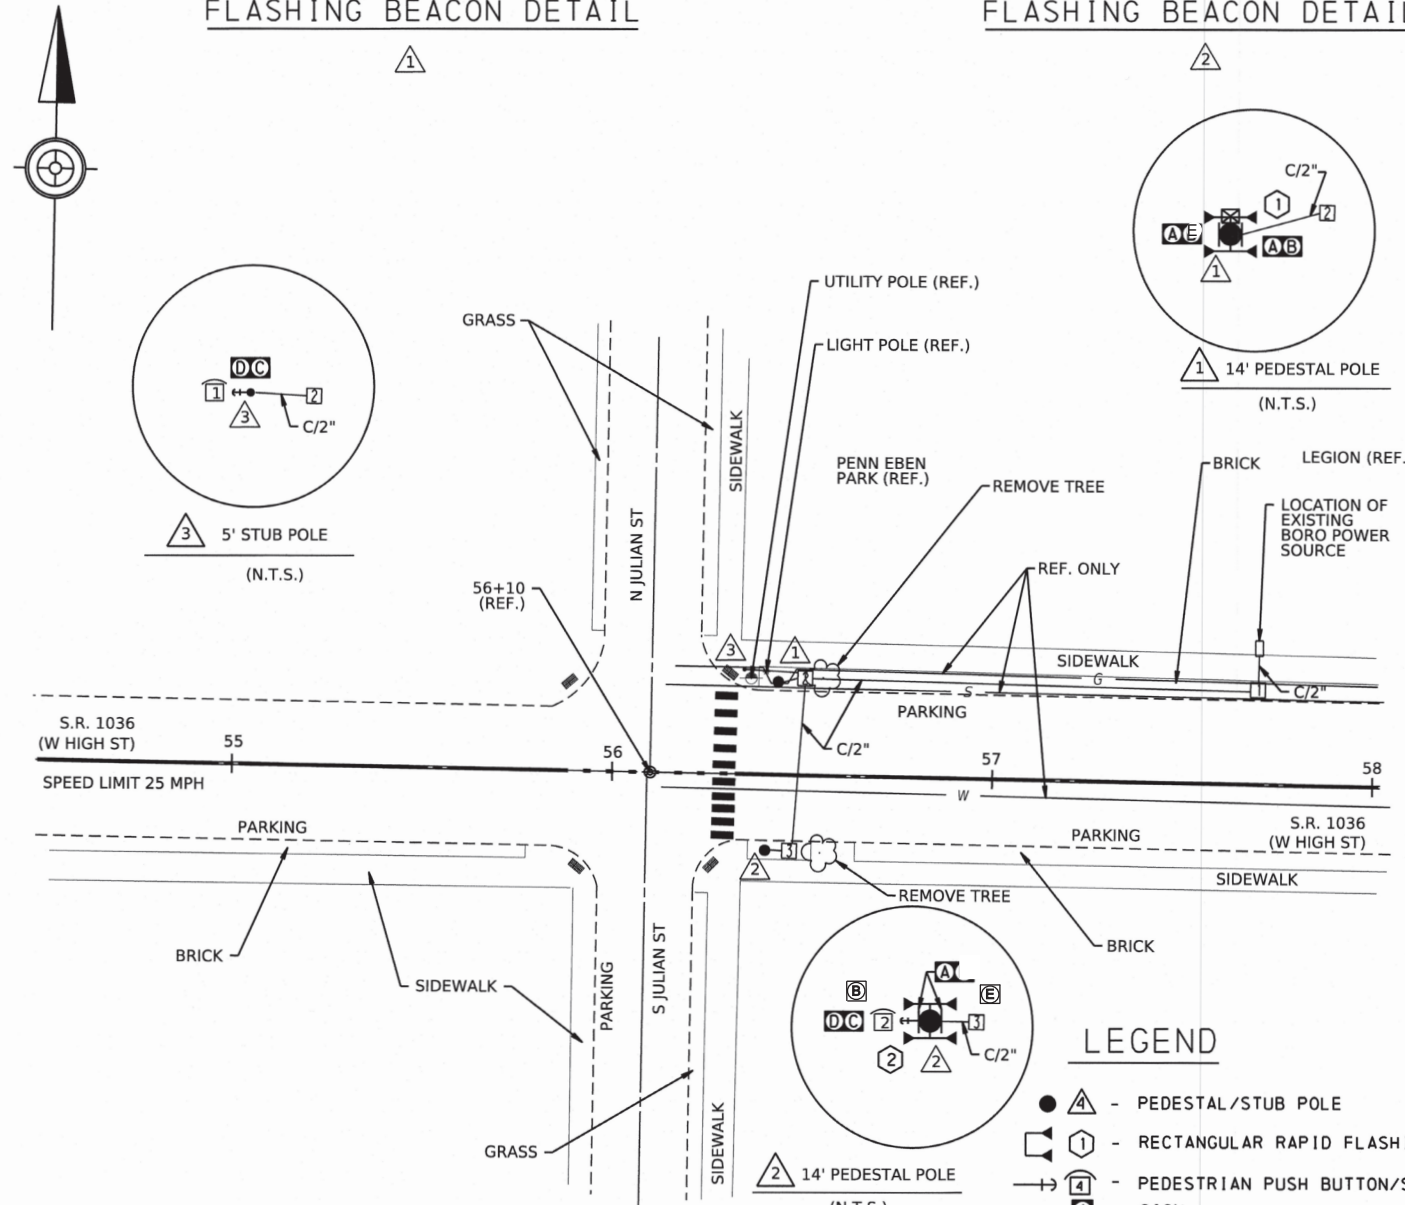 FLASHING BEACON DETAIL
1
FLASHING BEACON DETAIL
2
C/2"
1
2
A E
A B
1
1 14' PEDESTAL POLE
(N.T.S.)
D C
1
2
3
C/2"
3 5' STUB POLE
(N.T.S.)
UTILITY POLE (REF.)
LIGHT POLE (REF.)
GRASS
SIDEWALK
N JULIAN ST
PENN EBEN
PARK (REF.)
REMOVE TREE
BRICK
LEGION (REF.
LOCATION OF
EXISTING
BORO POWER
SOURCE
REF. ONLY
56+10
(REF.)
3
1
2
SIDEWALK
G
S
1
C/2"
PARKING
S.R. 1036
(W HIGH ST)
55
56
C/2"
57
58
SPEED LIMIT 25 MPH
W
PARKING
PARKING
S.R. 1036
(W HIGH ST)
3
2
SIDEWALK
REMOVE TREE
BRICK
BRICK
SIDEWALK
PARKING
S JULIAN ST
A
B
E
D C
2
3
2
2
C/2"
GRASS
SIDEWALK
2 14' PEDESTAL POLE
(N.T.S.)
LEGEND
4 - PEDESTAL/STUB POLE
1 - RECTANGULAR RAPID FLASH
4 - PEDESTRIAN PUSH BUTTON/S